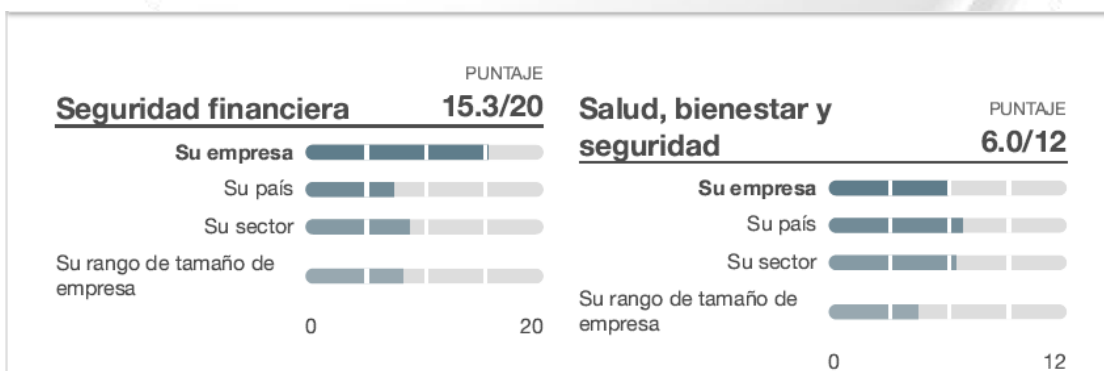 PUNTAJE
Seguridad financiera 15.3/20
Su empresa
Su país
Su sector
Su rango de tamaño de
empresa
0 20
Salud, bienestar y
seguridad
PUNTAJE
6.0/12
Su empresa
Su país
Su sector
Su rango de tamaño de
empresa
0 12